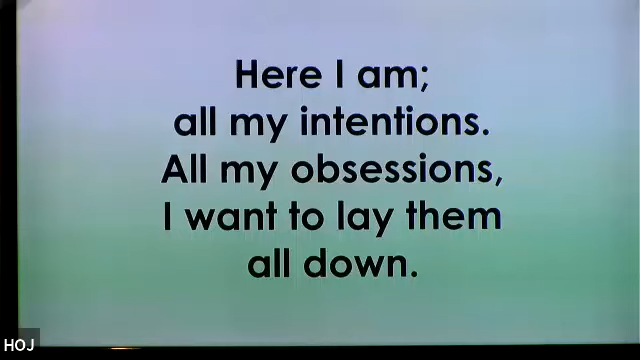 Here I am;
all my intentions.
All my obsessions,
I want to lay them
all down.
HOJ